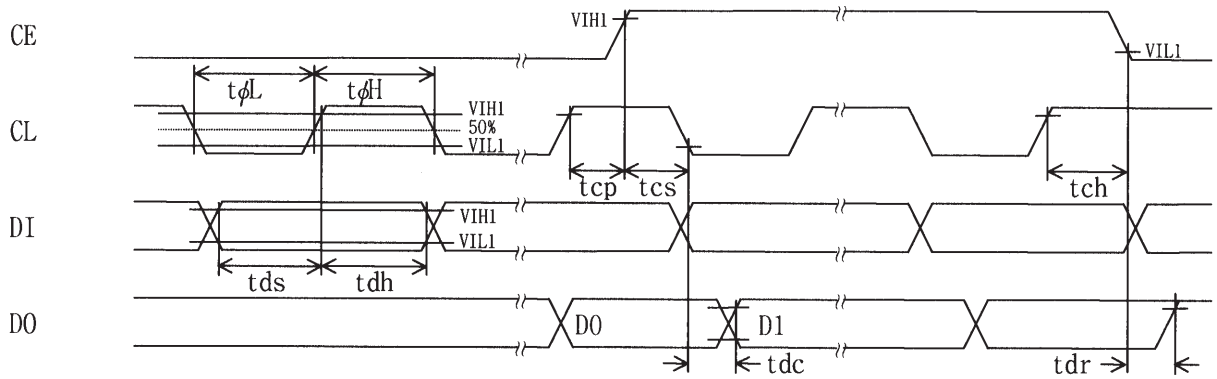 CE
VIH1
VIL1
tϕL
tϕH
CL
VIH1
50%
VIL1
tcp
tcs
tch
DI
VIH1
VIL1
tds
tdh
DO
D0
D1
tdc
tdr